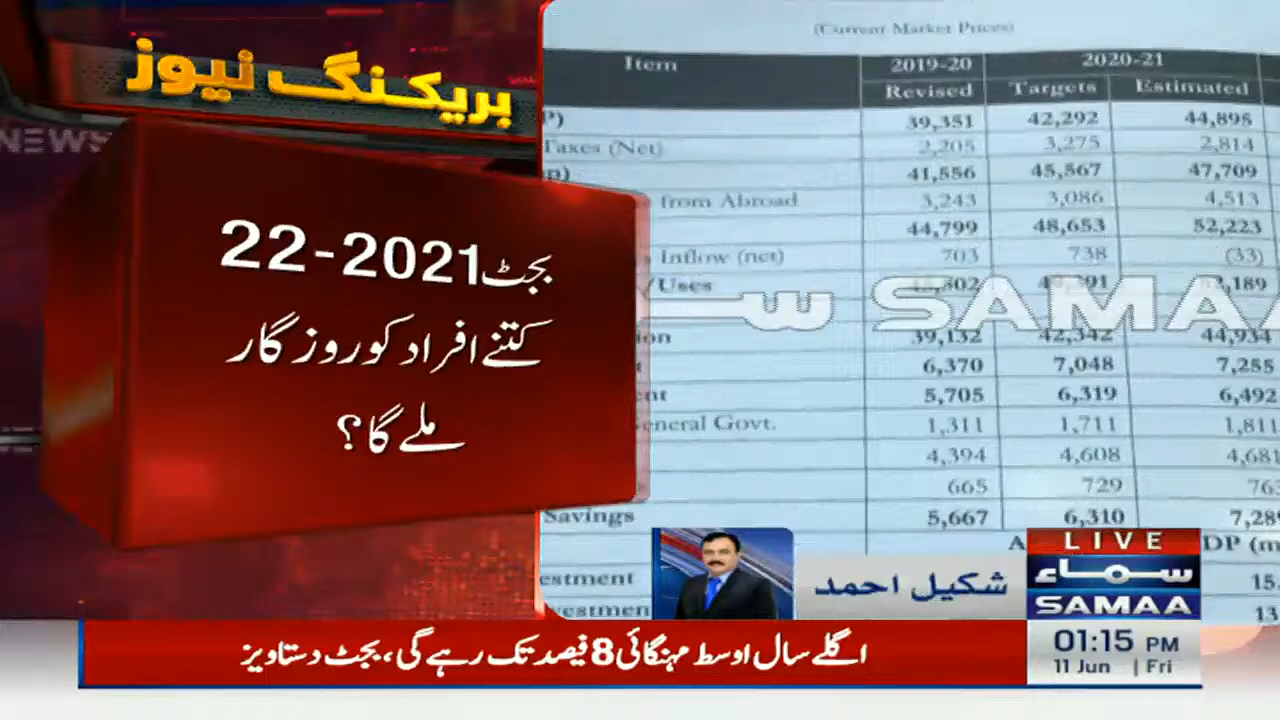 بریکنگ نیوز
NEWS
بجٹ 2021-22
کتنے افراد کو روزگار
ملے گا؟
(Current Market Prices)
Item 2019-20 2020-21
Revised Targets Estimated
P) 39,351 42,292 44,895
Taxes (Net) 2,205 3,275 2,814
p) 41,556 45,567 47,709
from Abroad 3,243 3,086 4,513
44,799 48,653 52,223
Inflow (net) 703 738 (33)
/Uses
سماء SAMAA
39,132 42,342 44,934
6,370 7,048 7,255
5,705 6,319 6,492
eneral Govt. 1,311 1,711 1,811
4,394 4,608 4,681
665 729
Savings 5,667 6,310
DP (m
estment
شکیل احمد
LIVE
سماء
SAMAA
اگلے سال اوسط مہنگائی 8 فیصد تک رہے گی، بجٹ دستاویز
01:15 PM
11 Jun | Fri